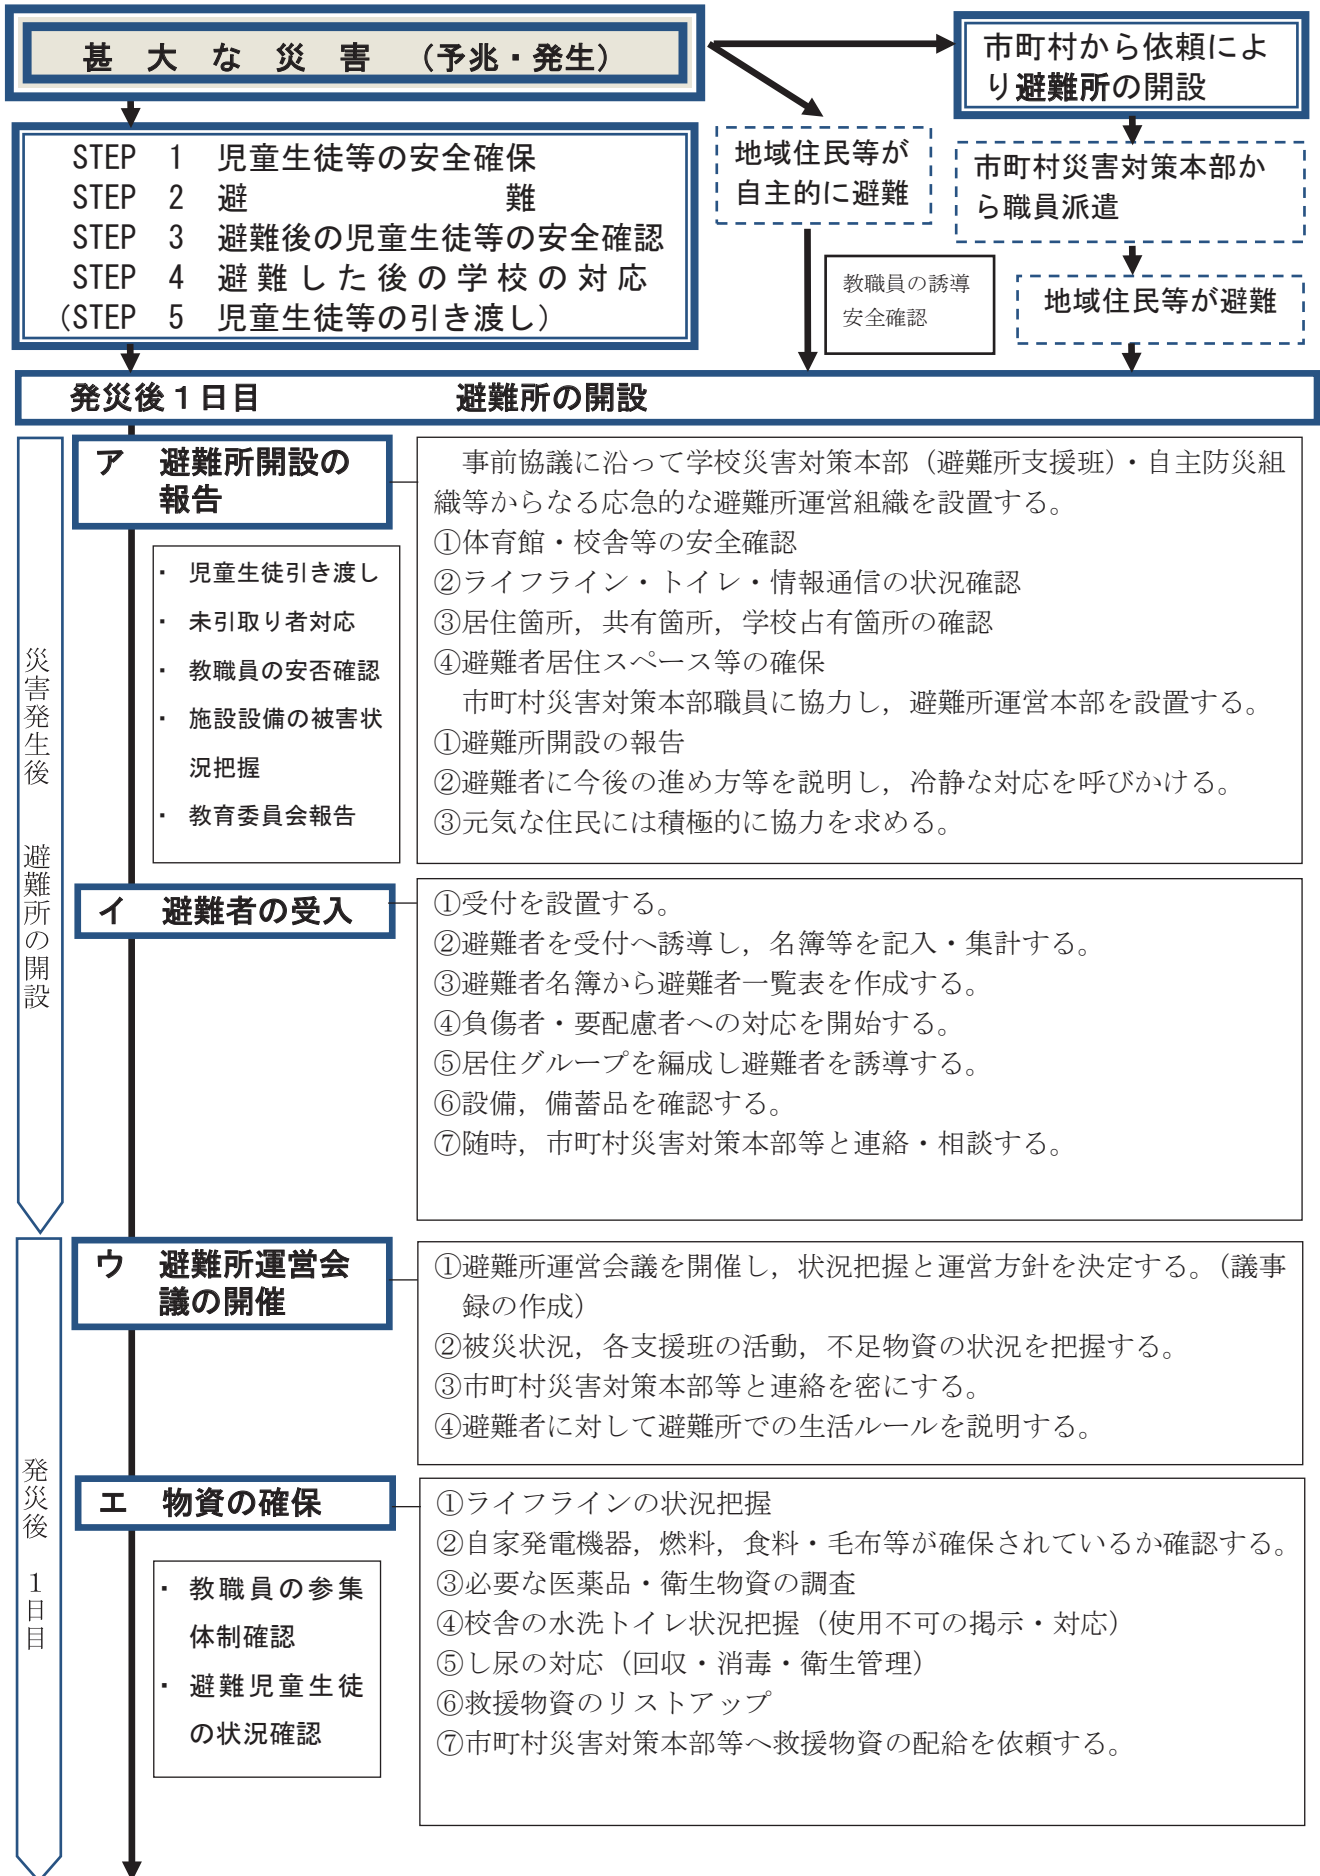 甚大な災害（予兆・発生）
市町村から依頼によ
り避難所の開設
STEP 1 児童生徒等の安全確保
STEP 2 避難
STEP 3 避難後の児童生徒等の安全確認
STEP 4 避難した後の学校の対応
(STEP 5 児童生徒等の引き渡し)
地域住民等が
自主的に避難
市町村災害対策本部か
ら職員派遣
教職員の誘導
安全確認
地域住民等が避難
発災後１日目 避難所の開設
災害発生後 避難所の開設
ア 避難所開設の
報告
・ 児童生徒引き渡し
・ 未引取り者対応
・ 教職員の安否確認
・ 施設設備の被害状
況把握
・ 教育委員会報告
事前協議に沿って学校災害対策本部（避難所支援班）・自主防災組
織等からなる応急的な避難所運営組織を設置する。
①体育館・校舎等の安全確認
②ライフライン・トイレ・情報通信の状況確認
③居住箇所，共有箇所，学校占有箇所の確認
④避難者居住スペース等の確保
市町村災害対策本部職員に協力し，避難所運営本部を設置する。
①避難所開設の報告
②避難者に今後の進め方等を説明し，冷静な対応を呼びかける。
③元気な住民には積極的に協力を求める。
イ 避難者の受入
①受付を設置する。
②避難者を受付へ誘導し，名簿等を記入・集計する。
③避難者名簿から避難者一覧表を作成する。
④負傷者・要配慮者への対応を開始する。
⑤居住グループを編成し避難者を誘導する。
⑥設備，備蓄品を確認する。
⑦随時，市町村災害対策本部等と連絡・相談する。
発災後 1日目
ウ 避難所運営会
議の開催
①避難所運営会議を開催し，状況把握と運営方針を決定する。（議事
録の作成）
②被災状況，各支援班の活動，不足物資の状況を把握する。
③市町村災害対策本部等と連絡を密にする。
④避難者に対して避難所での生活ルールを説明する。
エ 物資の確保
・ 教職員の参集
体制確認
・ 避難児童生徒
の状況確認
①ライフラインの状況把握
②自家発電機器，燃料，食料・毛布等が確保されているか確認する。
③必要な医薬品・衛生物資の調査
④校舎の水洗トイレ状況把握（使用不可の掲示・対応）
⑤し尿の対応（回収・消毒・衛生管理）
⑥救援物資のリストアップ
⑦市町村災害対策本部等へ救援物資の配給を依頼する。